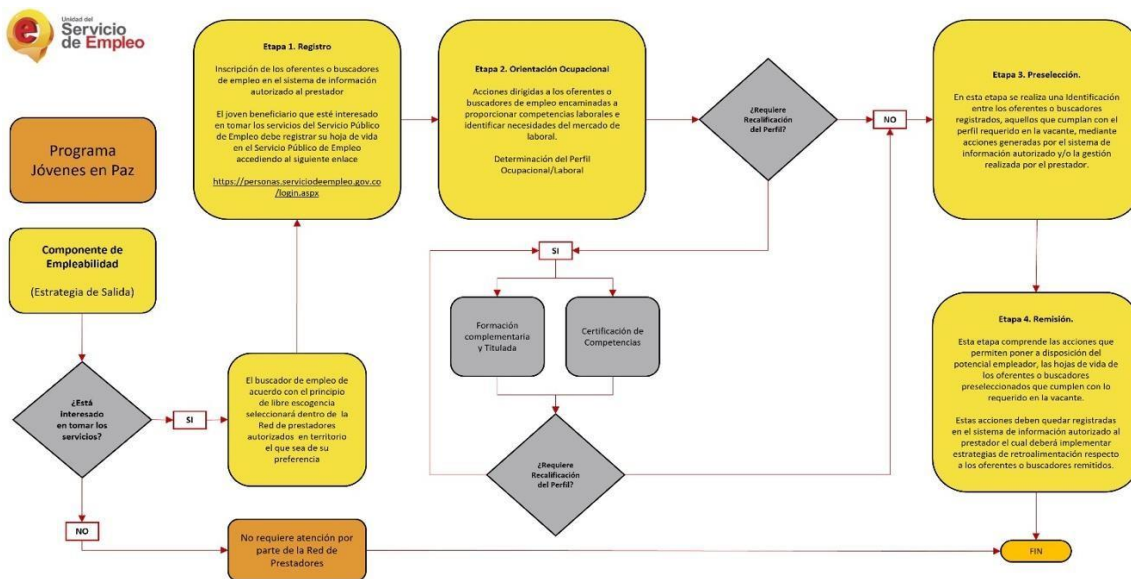 Unidad del
Servicio
de Empleo
Programa
Jóvenes en Paz
Componente de
Empleabilidad
(Estrategia de Salida)
¿Está
interesado
en tomar los
servicios?
SI
El buscador de empleo de
acuerdo con el principio
de libre escogencia
seleccionará dentro de la
Red de prestadores
autorizados en territorio
el que sea de su
preferencia
NO
No requiere atención por
parte de la Red de
Prestadores
Etapa 1. Registro
Inscripción de los oferentes o buscadores
de empleo en el sistema de información
autorizado al prestador
El joven beneficiario que esté interesado
en tomar los servicios del Servicio Público
de Empleo debe registrar su hoja de vida
en el Servicio Público de Empleo
accediendo al siguiente enlace
https://personas.serviciodeempleo.gov.co
/login.aspx
Etapa 2. Orientación Ocupacional
Acciones dirigidas a los oferentes o
buscadores de empleo encaminadas a
proporcionar competencias laborales e
identificar necesidades del mercado de
laboral.
Determinación del Perfil
Ocupacional/Laboral
¿Requiere
Recalificación
del Perfil?
NO
SI
Formación
complementaria
y Titulada
Certificación de
Competencias
¿Requiere
Recalificación
del Perfil?
Etapa 3. Preselección.
En esta etapa se realiza una Identificación
entre los oferentes o buscadores
registrados, aquellos que cumplan con el
perfil requerido en la vacante, mediante
acciones generadas por el sistema de
información autorizado y/o la gestión
realizada por el prestador.
Etapa 4. Remisión.
Esta etapa comprende las acciones que
permiten poner a disposición del
potencial empleador, las hojas de vida de
los oferentes o buscadores
preseleccionados que cumplen con lo
requerido en la vacante.
Estas acciones deben quedar registradas
en el sistema de información autorizado al
prestador el cual deberá implementar
estrategias de retroalimentación respecto
a los oferentes o buscadores remitidos.
FIN